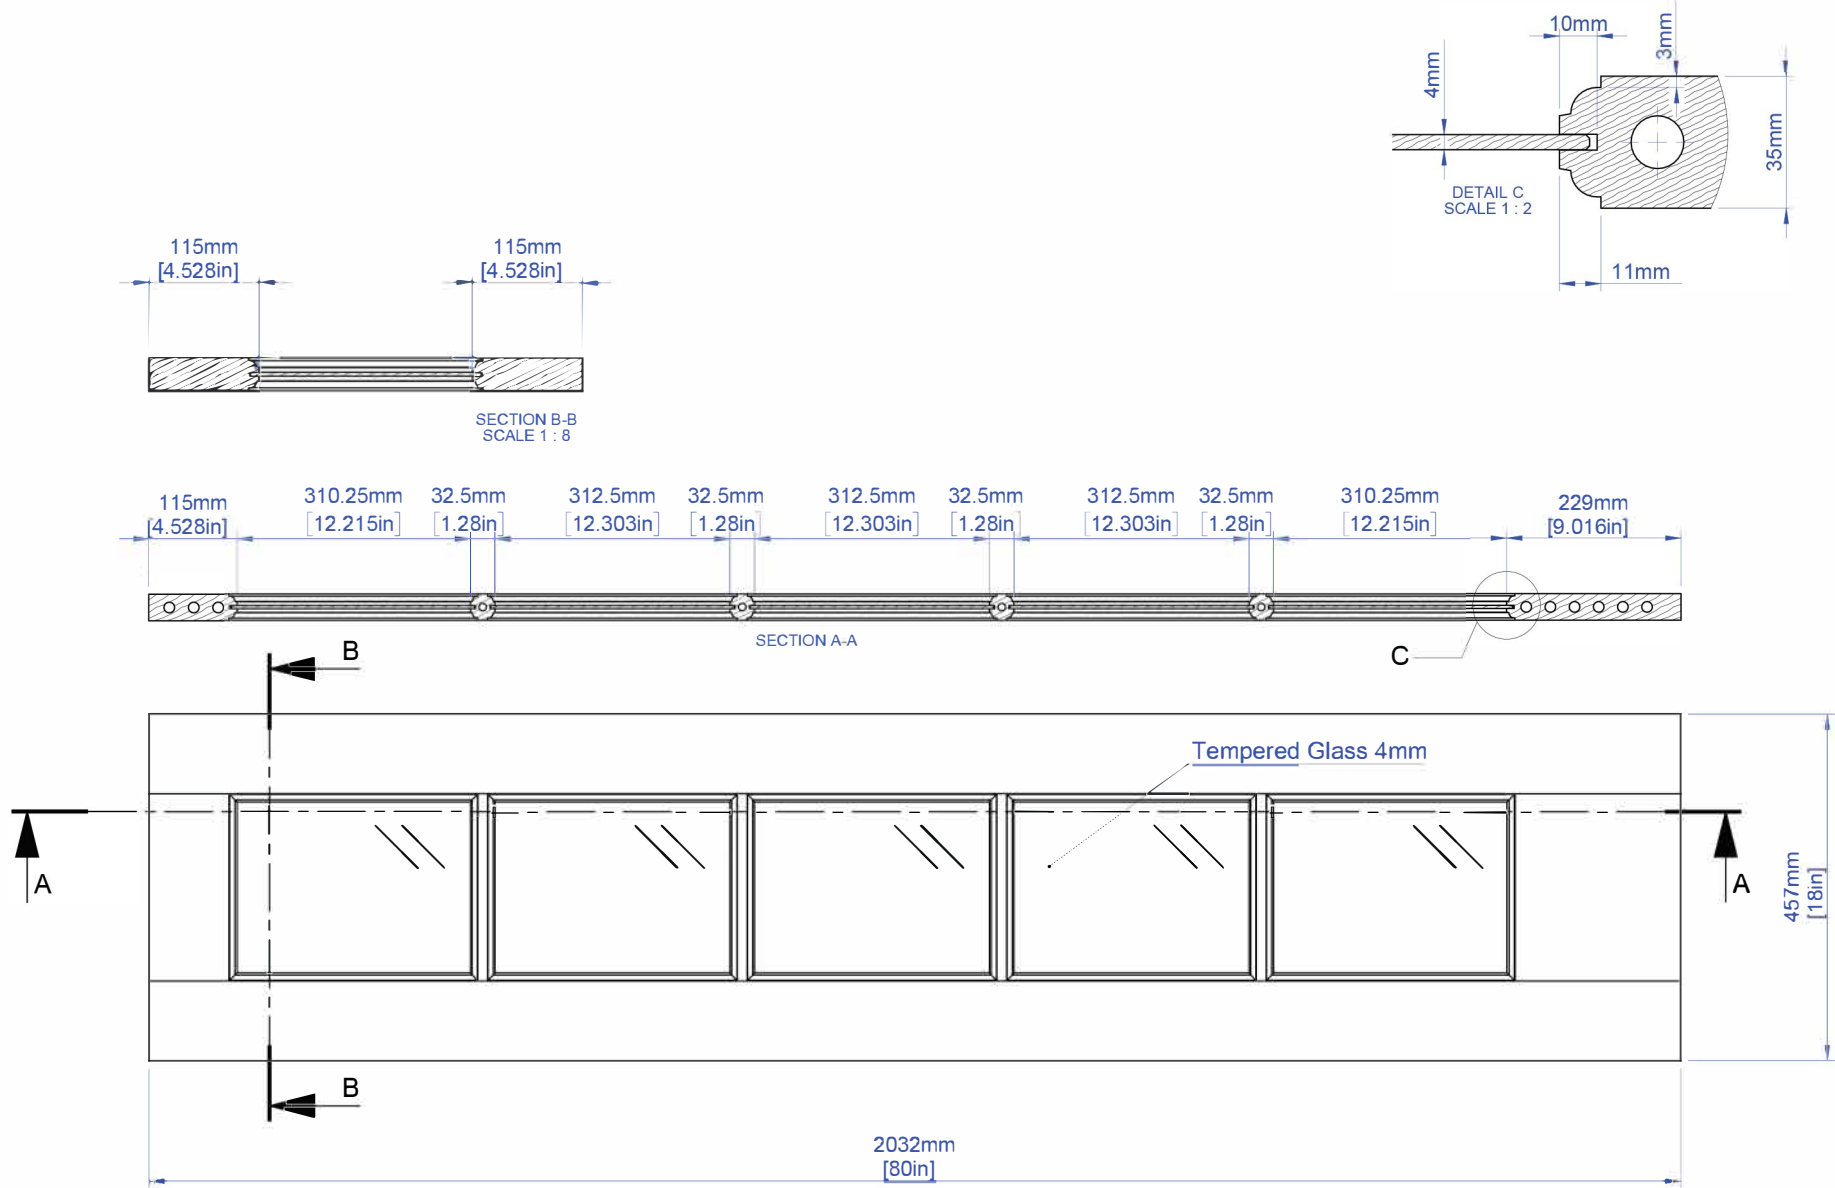 10mm
3mm
4mm
35mm
DETAIL C
SCALE 1 : 2
11mm
115mm
[4.528in]
115mm
[4.528in]
SECTION B-B
SCALE 1 : 8
115mm
[4.528in]
310.25mm
[12.215in]
32.5mm
[1.28in]
312.5mm
[12.303in]
32.5mm
[1.28in]
312.5mm
[12.303in]
32.5mm
[1.28in]
312.5mm
[12.303in]
32.5mm
[1.28in]
310.25mm
[12.215in]
229mm
[9.016in]
SECTION A-A
C
B
Tempered Glass 4mm
A
A
457mm
[18in]
B
2032mm
[80in]